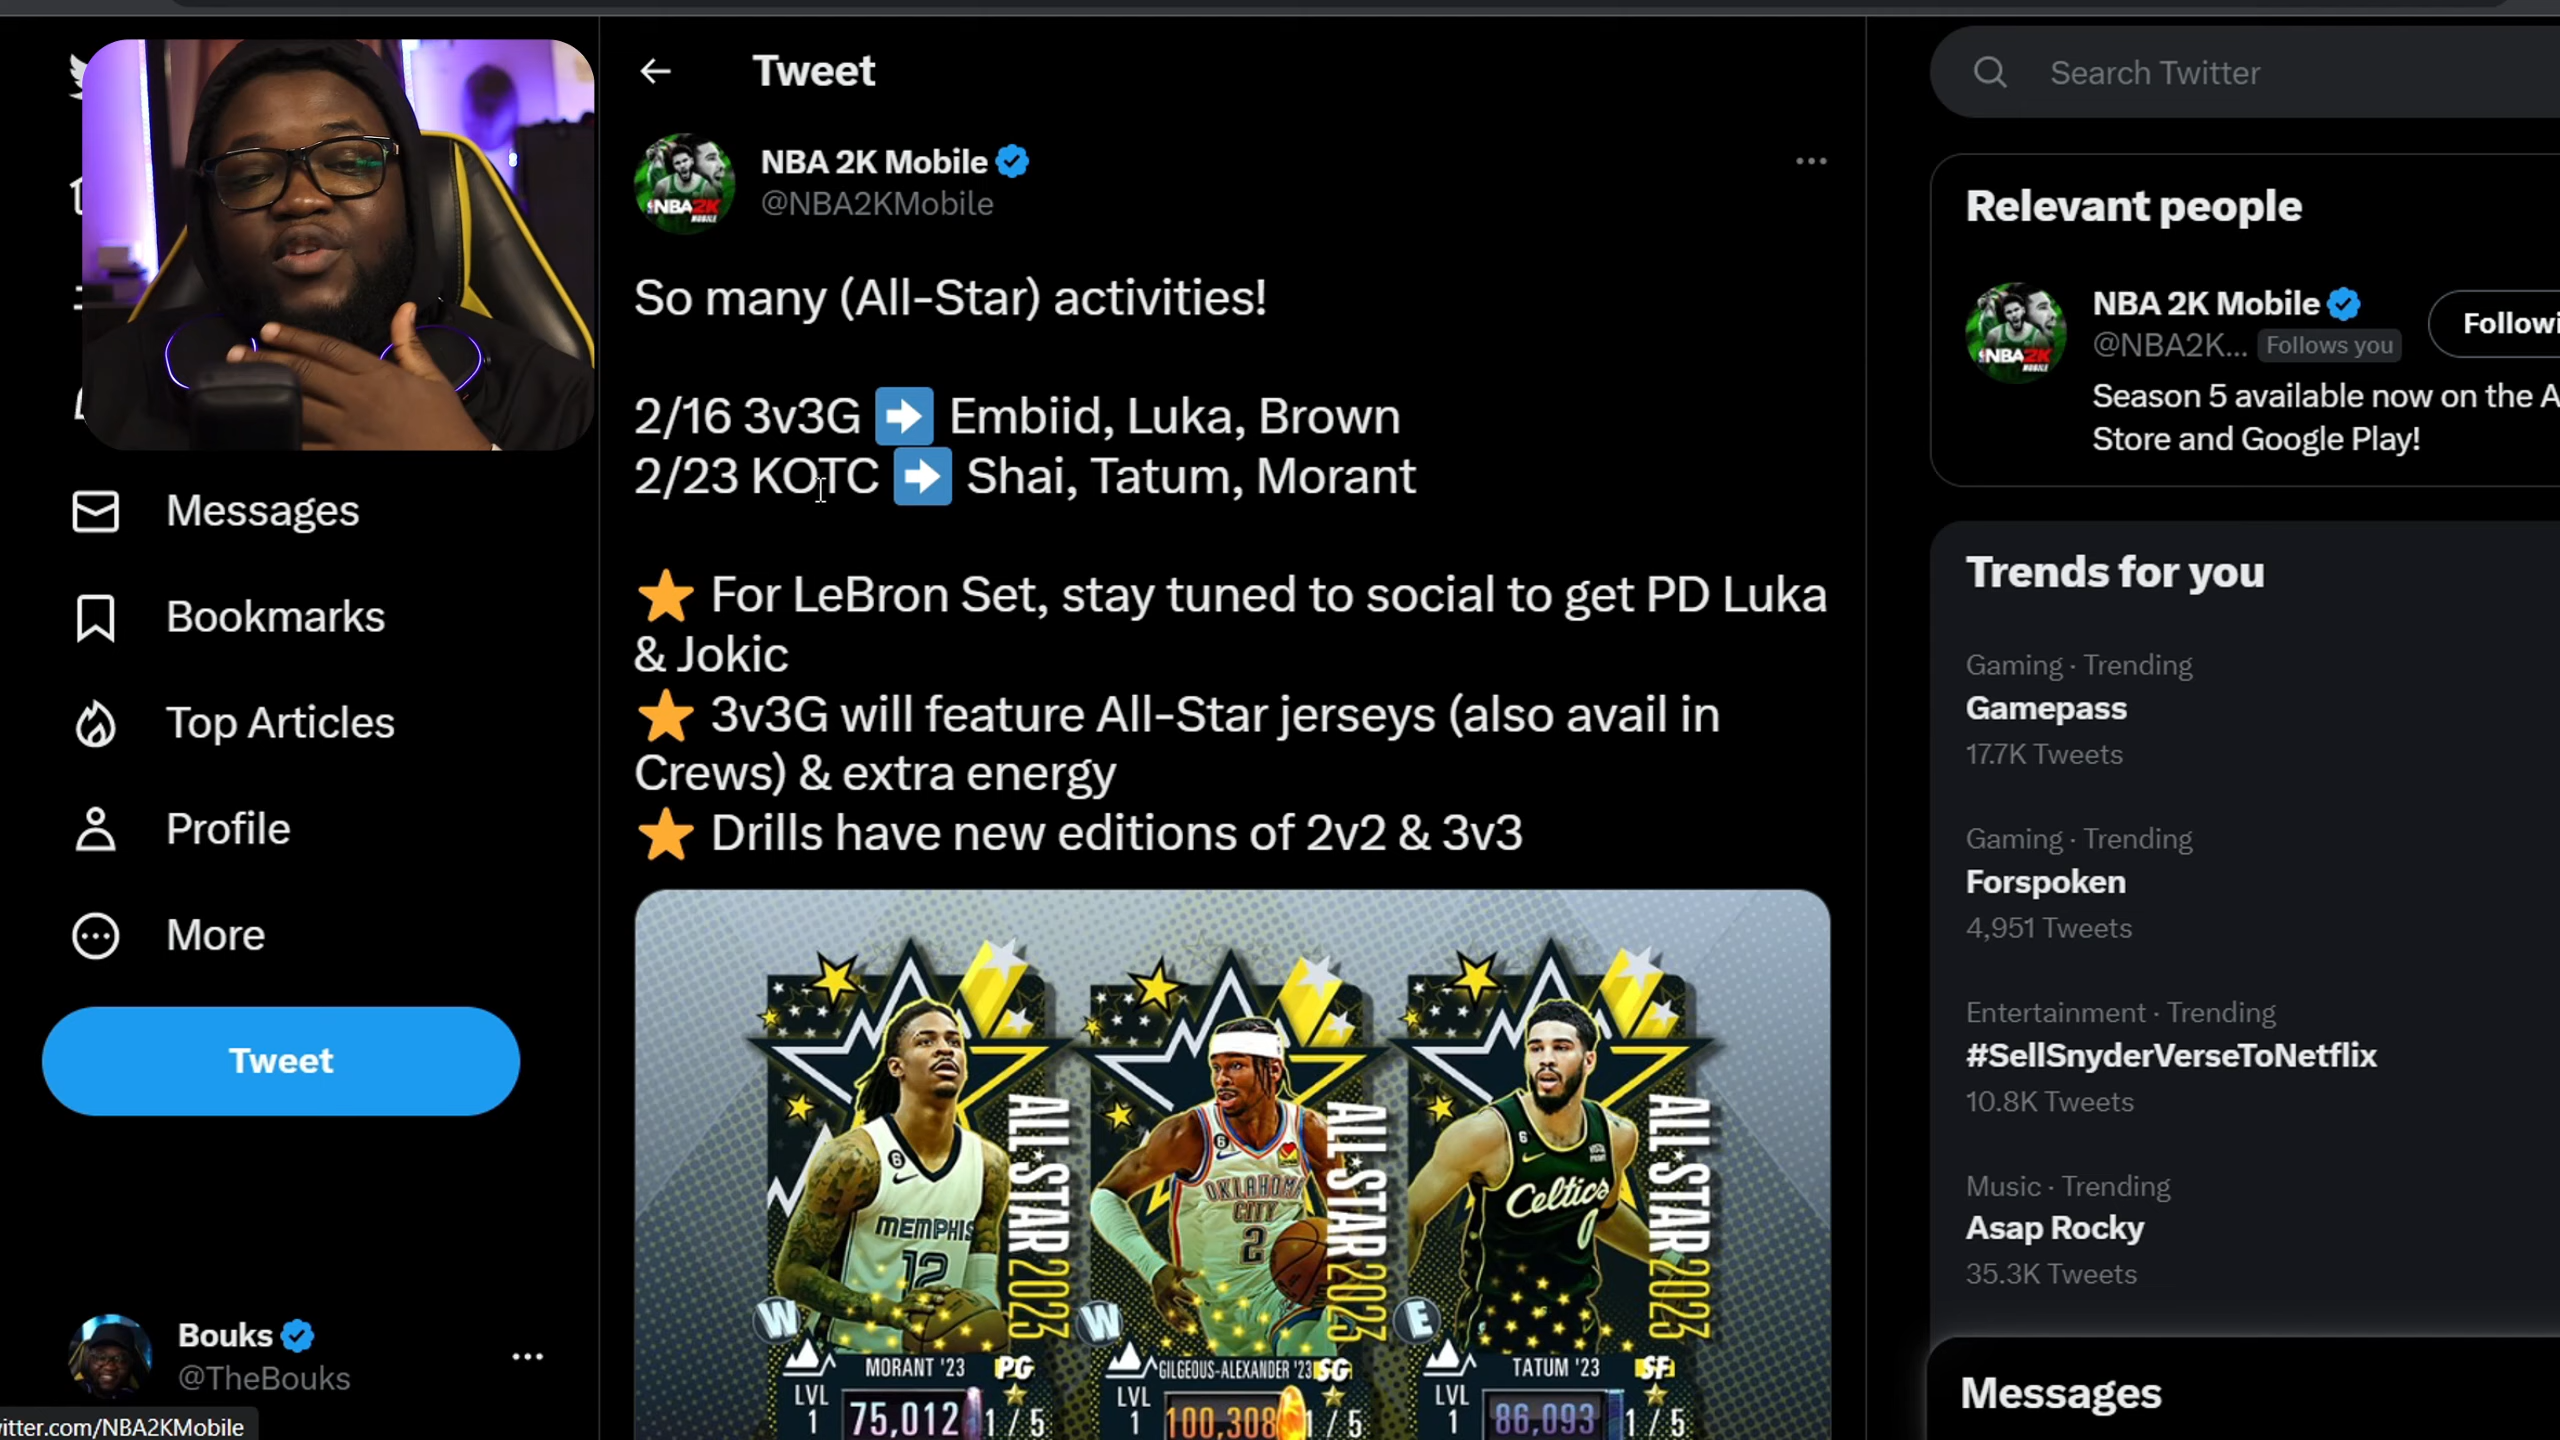 Tweet
Search Twitter
NBA 2K Mobile
@NBA2KMobile
So many (All-Star) activities!
2/16 3v3G ➡️ Embiid, Luka, Brown
2/23 KOTC ➡️ Shai, Tatum, Morant
⭐ For LeBron Set, stay tuned to social to get PD Luka
& Jokic
⭐ 3v3G will feature All-Star jerseys (also avail in
Crews) & extra energy
⭐ Drills have new editions of 2v2 & 3v3
ALL★STAR 2023
MEMPHIS
12
W
MORANT '23 PG
LVL
1
75,012
1/5
ALL★STAR 2023
OKLAHOMA
CITY
2
W
GILGEOUS-ALEXANDER '23 SG
LVL
1
100,308
1/5
ALL★STAR 2023
Celtics
0
E
TATUM '23 SF
LVL
1
86,093
1/5
Messages
Bookmarks
Top Articles
Profile
More
Tweet
Bouks
@TheBouks
itter.com/NBA2KMobile
Relevant people
NBA 2K Mobile
@NBA2K... Follows you
Followi
Season 5 available now on the A
Store and Google Play!
Trends for you
Gaming · Trending
Gamepass
17.7K Tweets
Gaming · Trending
Forspoken
4,951 Tweets
Entertainment · Trending
#SellSnyderVerseToNetflix
10.8K Tweets
Music · Trending
Asap Rocky
35.3K Tweets
Messages